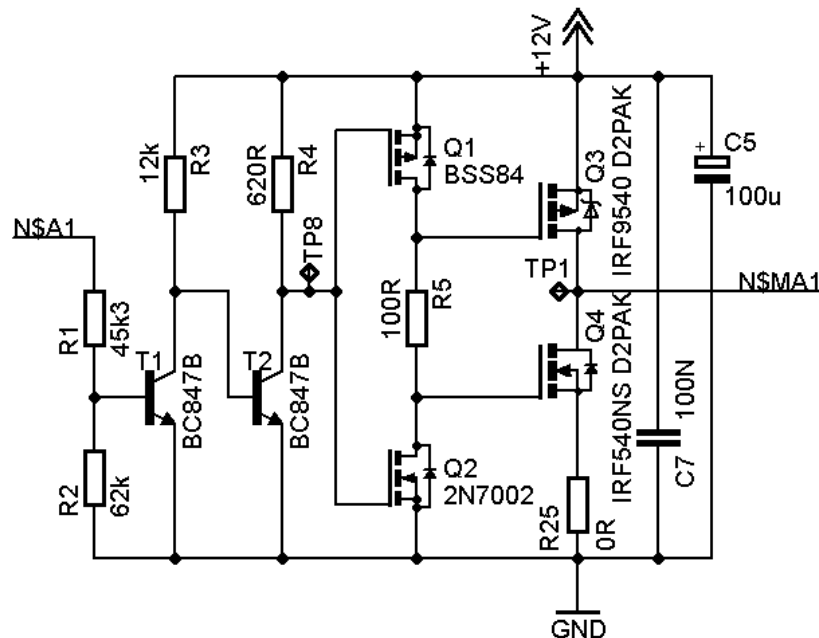 +12V
12k
R3
620R
R4
Q1
BSS84
Q3
IRF9540 D2PAK
C5
+
100u
N$A1
TP8
R1
45k3
T1
BC847B
T2
BC847B
100R
R5
TP1
N$MA1
Q4
IRF540NS D2PAK
100N
C7
R2
62k
Q2
2N7002
R25
0R
GND